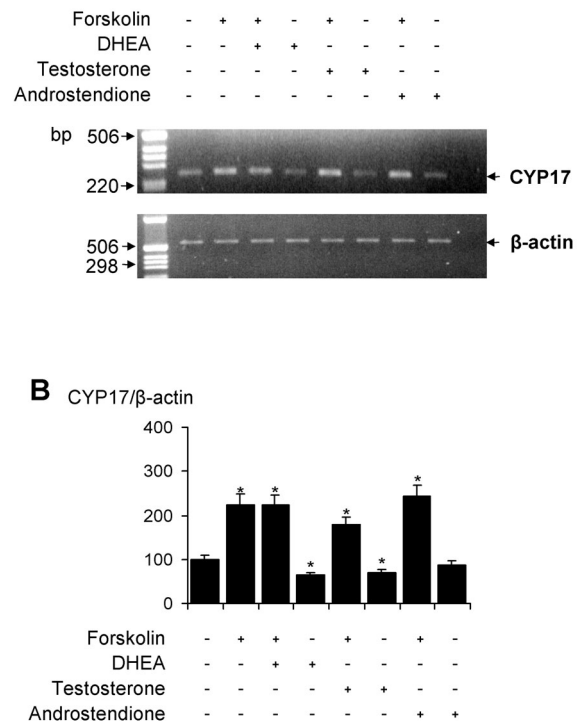 Forskolin - + + - + - + -
DHEA - - + + - - - -
Testosterone - - - - + + - -
Androstendione - - - - - - + +
bp 506
220
CYP17
506
298
β-actin
B CYP17/β-actin
400
300
200
100
0
* * * * * *
Forskolin - + + - + - + -
DHEA - - + + - - - -
Testosterone - - - - + + - -
Androstendione - - - - - - + +